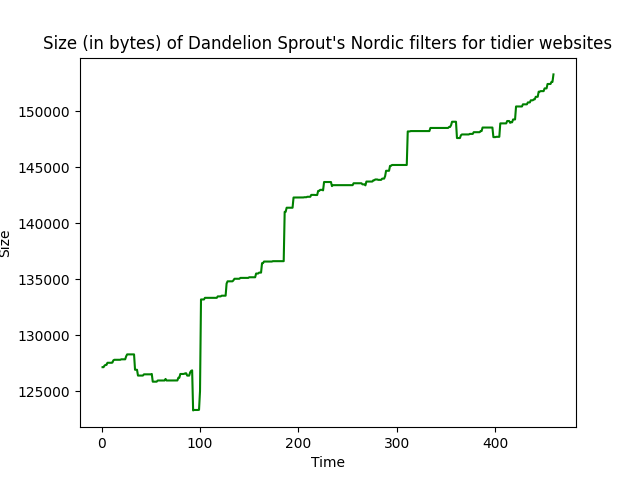 Size (in bytes) of Dandelion Sprout's Nordic filters for tidier websites
150000
145000
140000
135000
130000
125000
Size
0 100 200 300 400
Time